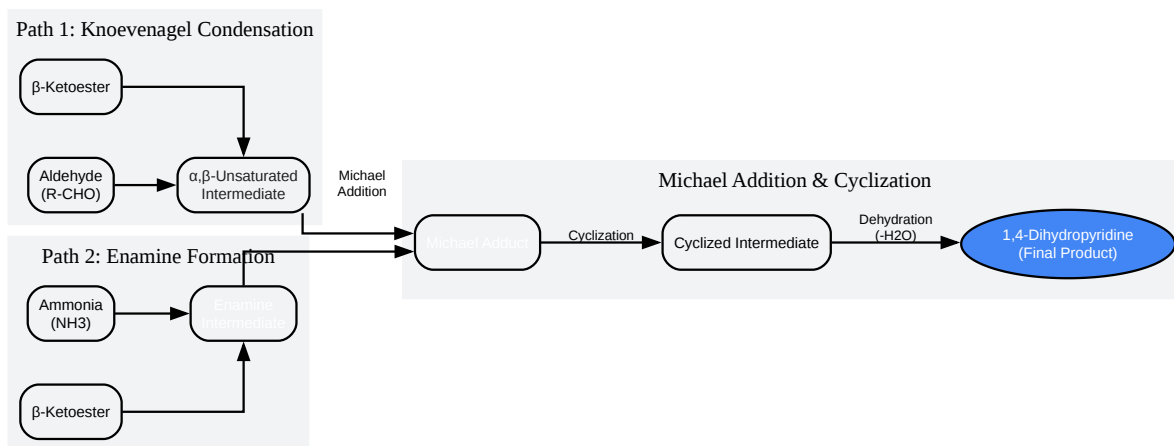 Path 1: Knoevenagel Condensation
β-Ketoester
Aldehyde
(R-CHO)
α,β-Unsaturated
Intermediate
Michael
Addition
Path 2: Enamine Formation
Ammonia
(NH3)
Enamine
Intermediate
β-Ketoester
Michael Addition & Cyclization
Michael Adduct
Cyclization
Cyclized Intermediate
Dehydration
(-H2O)
1,4-Dihydropyridine
(Final Product)